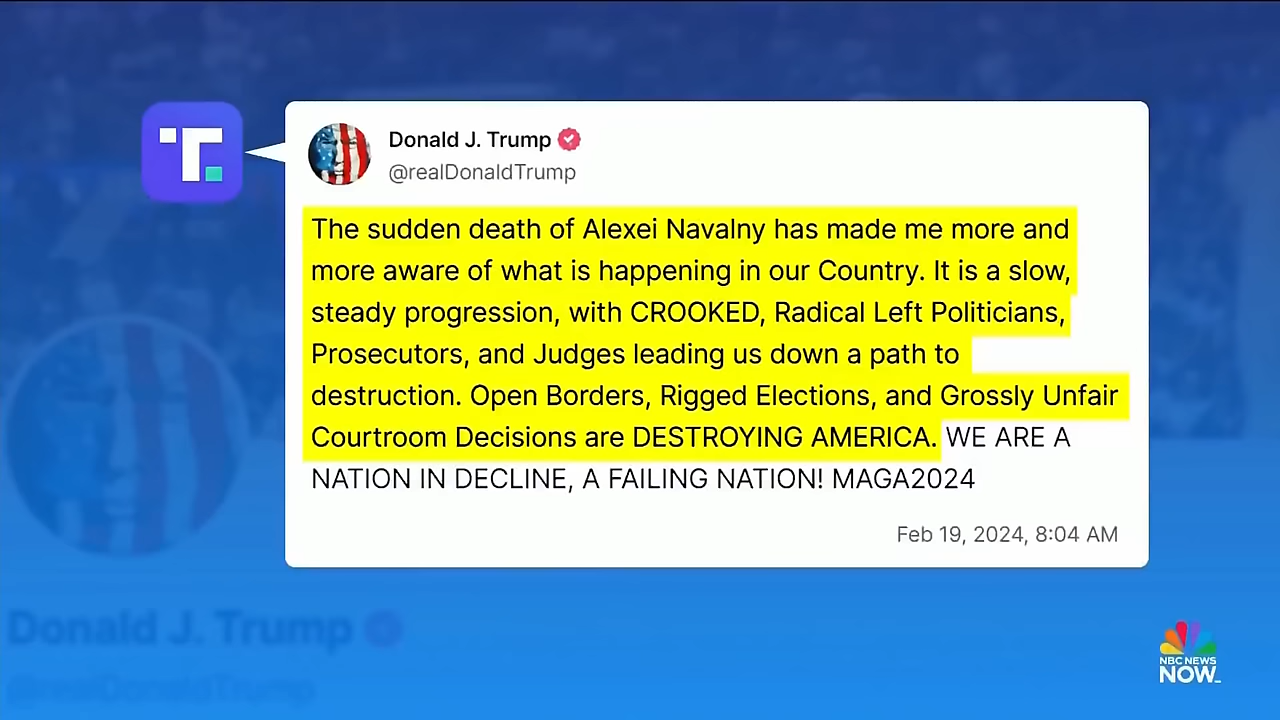 Donald J. Trump
@realDonaldTrump
The sudden death of Alexei Navalny has made me more and
more aware of what is happening in our Country. It is a slow,
steady progression, with CROOKED, Radical Left Politicians,
Prosecutors, and Judges leading us down a path to
destruction. Open Borders, Rigged Elections, and Grossly Unfair
Courtroom Decisions are DESTROYING AMERICA. WE ARE A
NATION IN DECLINE, A FAILING NATION! MAGA2024
Feb 19, 2024, 8:04 AM
Donald J. Trump
@realDonaldTrump
NBC NEWS
NOW_